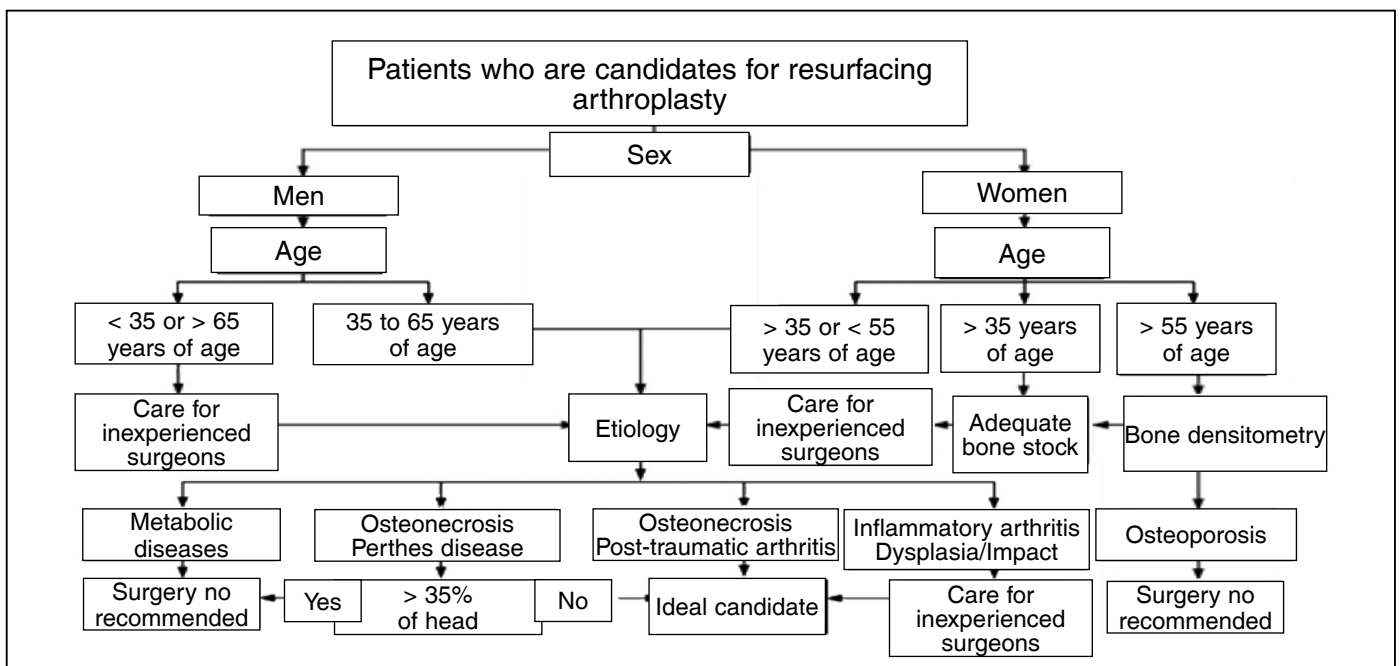 Patients who are candidates for resurfacing
arthroplasty
Sex
Men
Women
Age
Age
< 35 or > 65
years of age
35 to 65 years
of age
> 35 or < 55
years of age
> 35 years
of age
> 55 years
of age
Care for
inexperienced
surgeons
Etiology
Care for
inexperienced
surgeons
Adequate
bone stock
Bone densitometry
Metabolic
diseases
Osteonecrosis
Perthes disease
Osteonecrosis
Post-traumatic arthritis
Inflammatory arthritis
Dysplasia/Impact
Osteoporosis
Surgery no
recommended
Yes
> 35%
of head
No
Ideal candidate
Care for
inexperienced
surgeons
Surgery no
recommended